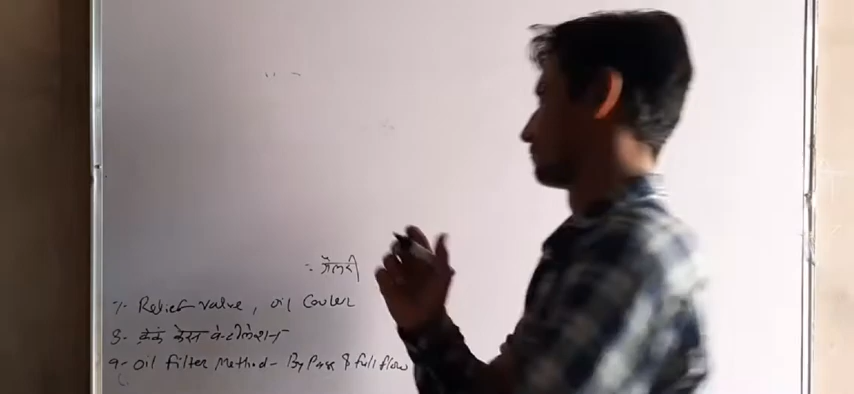 = गैलरी
7- Relief valve, oil Cooler
8- क्रैंक केस वेन्टीलेशन
9- oil filter Method - By Pass & full flow